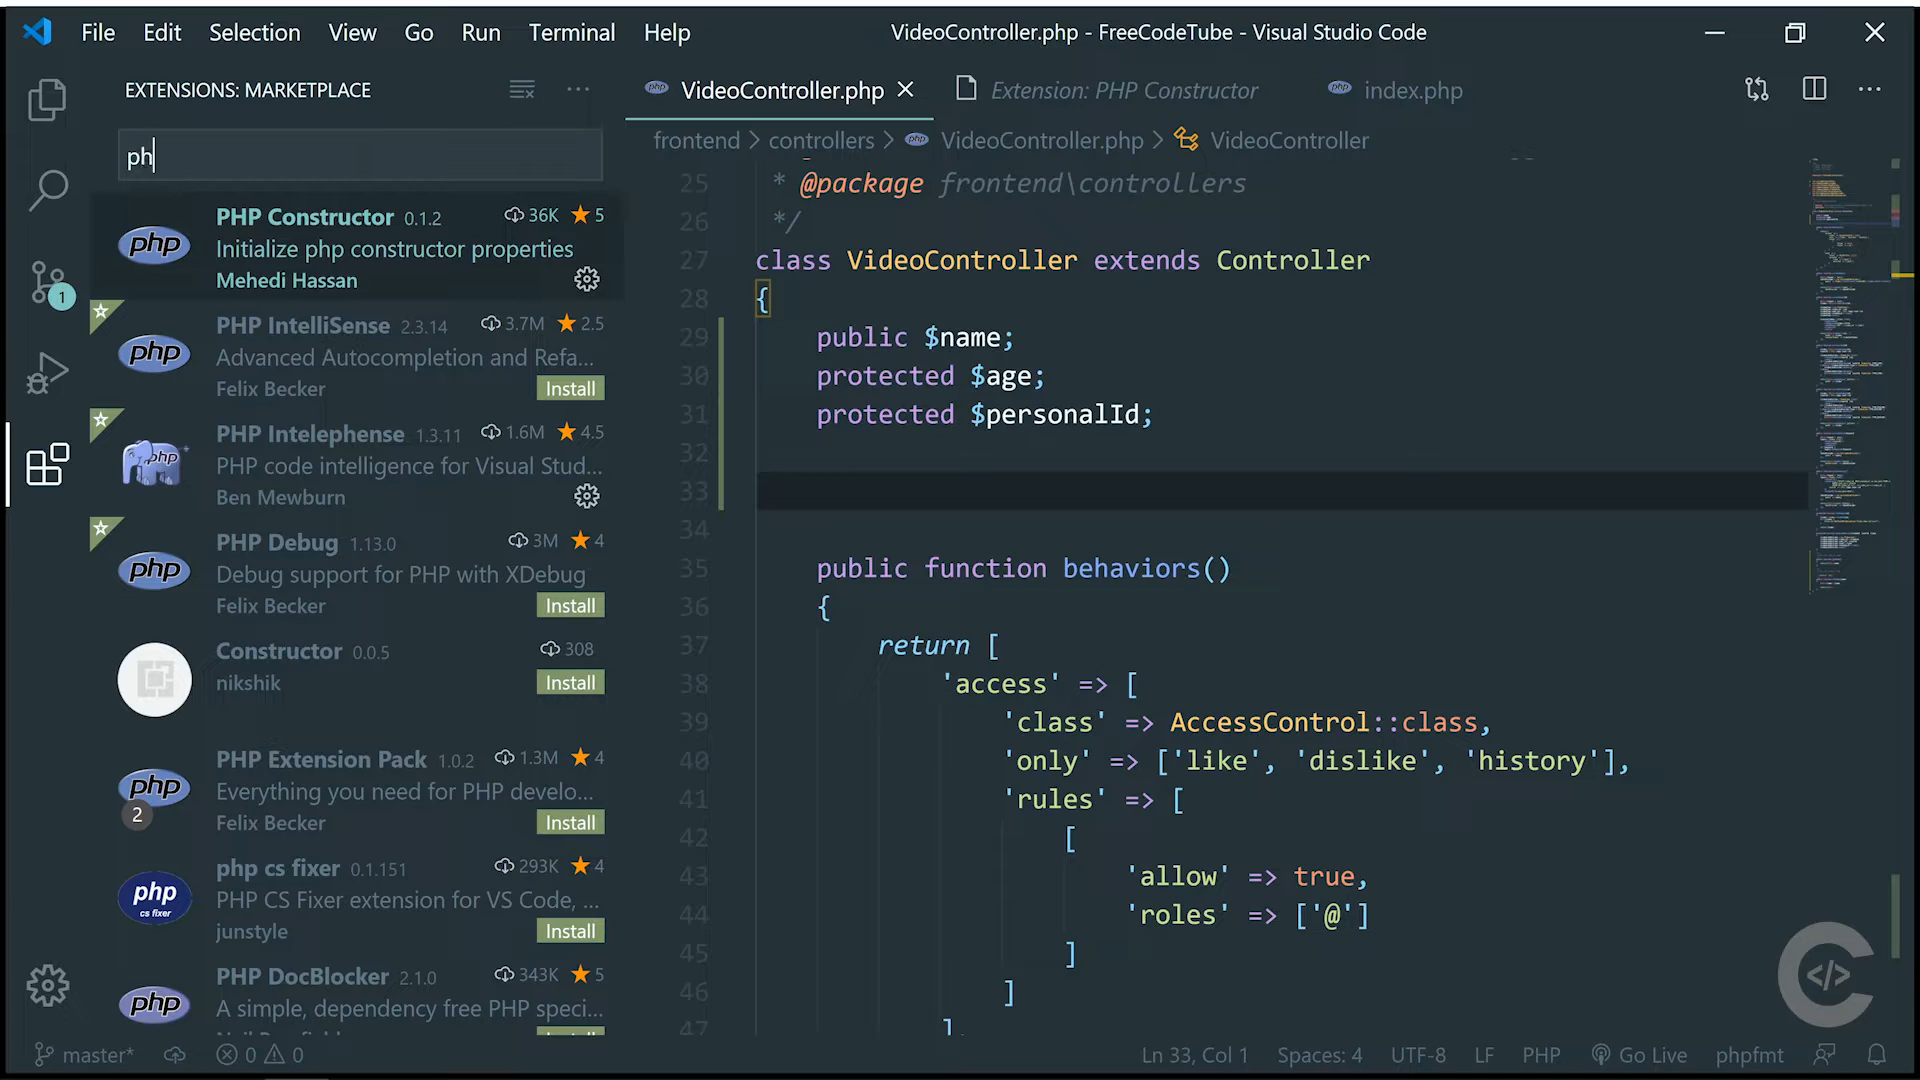 File Edit Selection View Go Run Terminal Help
VideoController.php - FreeCodeTube - Visual Studio Code
EXTENSIONS: MARKETPLACE
ph
PHP Constructor 0.1.2 36K 5
Initialize php constructor properties
Mehedi Hassan
PHP IntelliSense 2.3.14 3.7M 2.5
Advanced Autocompletion and Refa...
Felix Becker Install
PHP Intelephense 1.3.11 1.6M 4.5
PHP code intelligence for Visual Stud...
Ben Mewburn
PHP Debug 1.13.0 3M 4
Debug support for PHP with XDebug
Felix Becker Install
Constructor 0.0.5 308
nikshik Install
PHP Extension Pack 1.0.2 1.3M 4
Everything you need for PHP develo...
Felix Becker Install
2
php cs fixer 0.1.151 293K 4
PHP CS Fixer extension for VS Code, ...
junstyle Install
PHP DocBlocker 2.1.0 343K 5
A simple, dependency free PHP speci...
php
php
php
php
php
php
cs fixer
php
1
VideoController.php Extension: PHP Constructor index.php
frontend > controllers > VideoController.php > VideoController
25 * @package frontend\controllers
26 */
27 class VideoController extends Controller
28 {
29 public $name;
30 protected $age;
31 protected $personalId;
32
33
34
35 public function behaviors()
36 {
37 return [
38 'access' => [
39 'class' => AccessControl::class,
40 'only' => ['like', 'dislike', 'history'],
41 'rules' => [
42 [
43 'allow' => true,
44 'roles' => ['@']
45 ]
46 ]
47 ],
master* 0 0
Ln 33, Col 1 Spaces: 4 UTF-8 LF PHP Go Live phpfmt